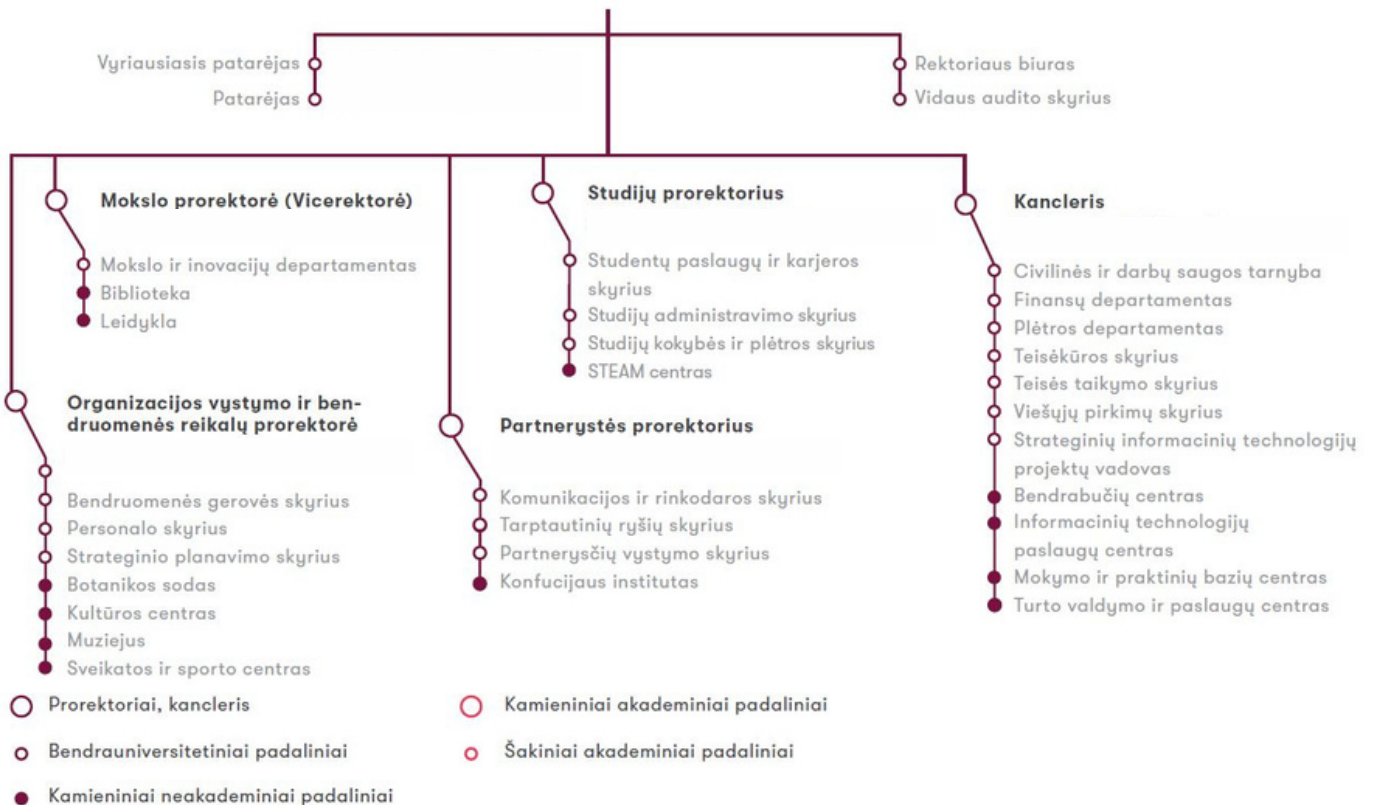 Vyriausiasis patarėjas
Patarėjas
Rektoriaus biuras
Vidaus audito skyrius
Mokslo prorektorė (Vicerektorė)
Mokslo ir inovacijų departamentas
Biblioteka
Leidykla
Studijų prorektorius
Studentų paslaugų ir karjeros
skyrius
Studijų administravimo skyrius
Studijų kokybės ir plėtros skyrius
STEAM centras
Kancleris
Civilinės ir darbų saugos tarnyba
Finansų departamentas
Plėtros departamentas
Teisėkūros skyrius
Teisės taikymo skyrius
Viešųjų pirkimų skyrius
Strateginių informacinių technologijų
projektų vadovas
Bendrabučių centras
Informacinių technologijų
paslaugų centras
Mokymo ir praktinių bazių centras
Turto valdymo ir paslaugų centras
Organizacijos vystymo ir ben-
druomenės reikalų prorektorė
Bendruomenės gerovės skyrius
Personalo skyrius
Strateginio planavimo skyrius
Botanikos sodas
Kultūros centras
Muziejus
Sveikatos ir sporto centras
Partnerystės prorektorius
Komunikacijos ir rinkodaros skyrius
Tarptautinių ryšių skyrius
Partnerysčių vystymo skyrius
Konfucijaus institutas
Prorektoriai, kancleris
Bendrauniversitetiniai padaliniai
Kamieniniai neakademiniai padaliniai
Kamieniniai akademiniai padaliniai
Šakiniai akademiniai padaliniai